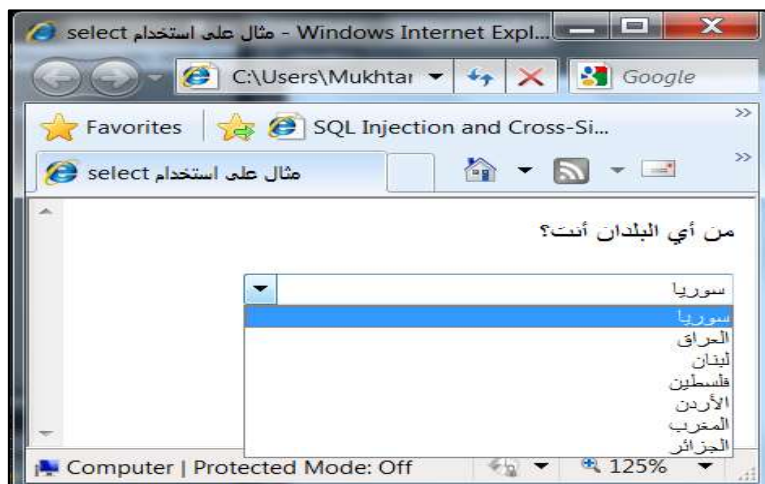 مثال على استخدام select - Windows Internet Expl...
C:\Users\Mukhtar
Google
Favorites
SQL Injection and Cross-Si...
مثال على استخدام select
من أي البلدان أنت؟
سوريا
سوريا
العراق
لبنان
فلسطين
الأردن
المغرب
الجزائر
Computer | Protected Mode: Off
125%